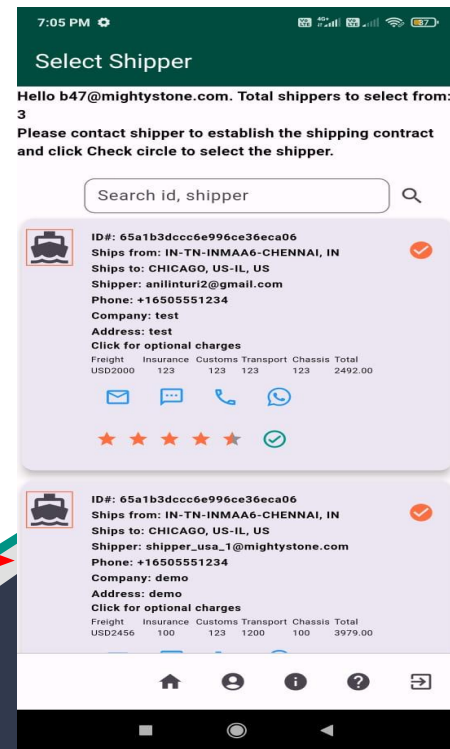 7:05 PM
4G+
87
Select Shipper
Hello b47@mightystone.com. Total shippers to select from:
3
Please contact shipper to establish the shipping contract
and click Check circle to select the shipper.
Search id, shipper
ID#: 65a1b3dccc6e996ce36eca06
Ships from: IN-TN-INMAA6-CHENNAI, IN
Ships to: CHICAGO, US-IL, US
Shipper: anilinturi2@gmail.com
Phone: +16505551234
Company: test
Address: test
Click for optional charges
Freight Insurance Customs Transport Chassis Total
USD2000 123 123 123 123 2492.00
ID#: 65a1b3dccc6e996ce36eca06
Ships from: IN-TN-INMAA6-CHENNAI, IN
Ships to: CHICAGO, US-IL, US
Shipper: shipper_usa_1@mightystone.com
Phone: +16505551234
Company: demo
Address: demo
Click for optional charges
Freight Insurance Customs Transport Chassis Total
USD2456 100 123 1200 100 3979.00